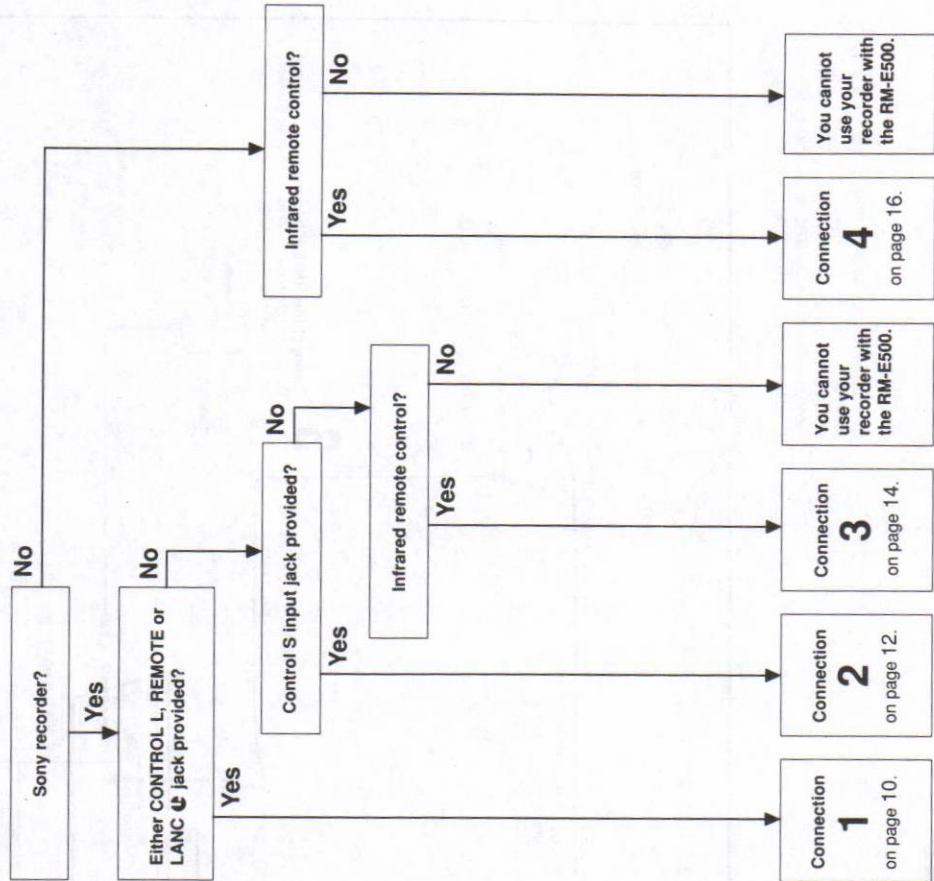 Sony recorder?
No
Yes
Either CONTROL L, REMOTE or
LANC jack provided?
No
Yes
Control S input jack provided?
No
Yes
Infrared remote control?
No
Yes
Infrared remote control?
No
Yes
Connection
1
on page 10.
Connection
2
on page 12.
Connection
3
on page 14.
You cannot
use your
recorder with
the RM-E500.
Connection
4
on page 16.
You cannot
use your
recorder with
the RM-E500.